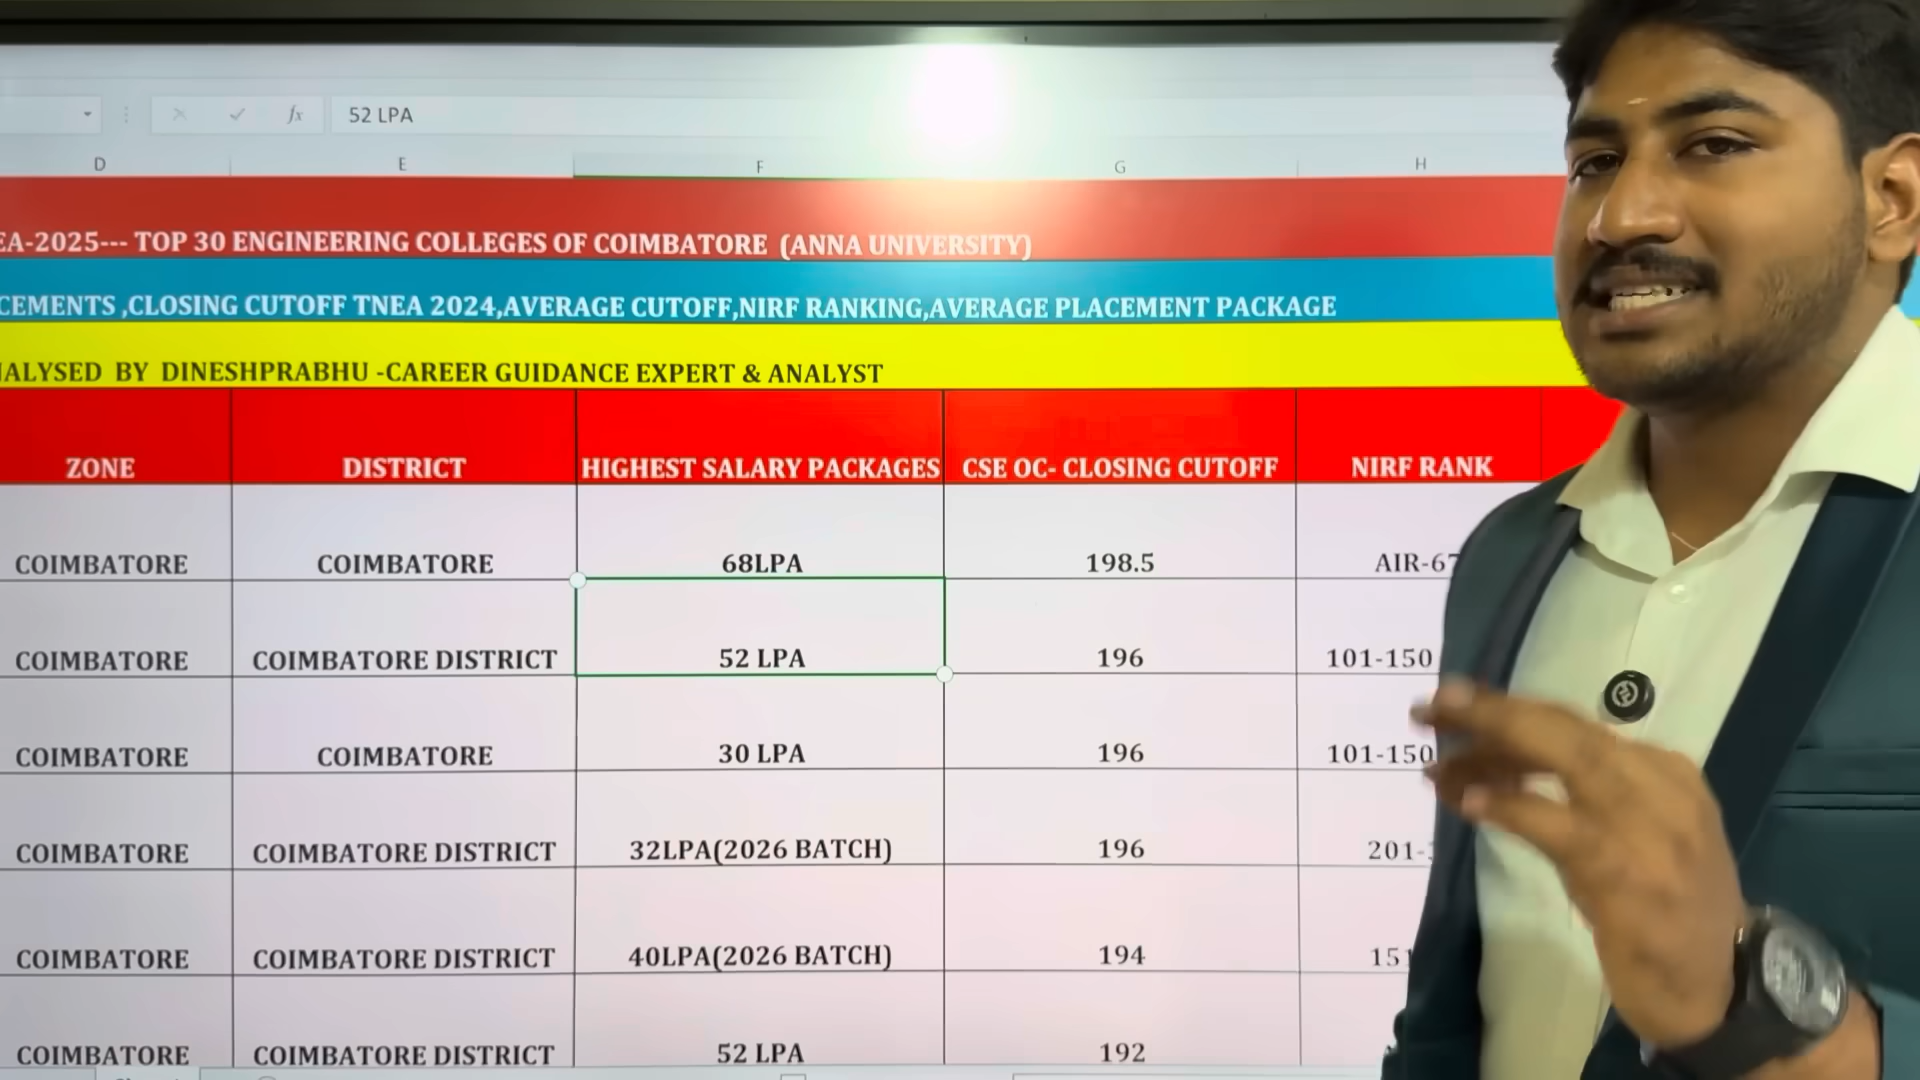 fx 52 LPA
D E F G H
EA-2025--- TOP 30 ENGINEERING COLLEGES OF COIMBATORE (ANNA UNIVERSITY)
CEMENTS ,CLOSING CUTOFF TNEA 2024,AVERAGE CUTOFF,NIRF RANKING,AVERAGE PLACEMENT PACKAGE
ALYSED BY DINESHPRABHU -CAREER GUIDANCE EXPERT & ANALYST
ZONE DISTRICT HIGHEST SALARY PACKAGES CSE OC- CLOSING CUTOFF NIRF RANK
COIMBATORE COIMBATORE 68LPA 198.5 AIR-67
COIMBATORE COIMBATORE DISTRICT 52 LPA 196 101-150
COIMBATORE COIMBATORE 30 LPA 196 101-150
COIMBATORE COIMBATORE DISTRICT 32LPA(2026 BATCH) 196 201-
COIMBATORE COIMBATORE DISTRICT 40LPA(2026 BATCH) 194 151
COIMBATORE COIMBATORE DISTRICT 52 LPA 192